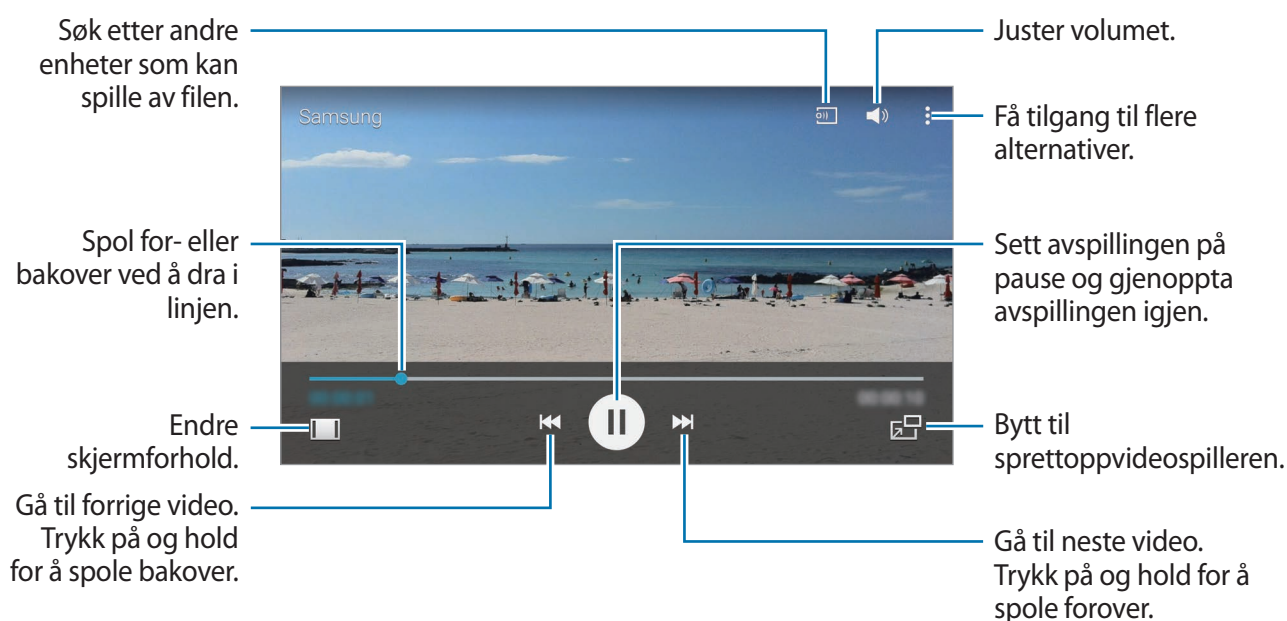 Søk etter andre
enheter som kan
spille av filen.
Juster volumet.
Samsung
Få tilgang til flere
alternativer.
Spol for- eller
bakover ved å dra i
linjen.
Sett avspillingen på
pause og gjenoppta
avspillingen igjen.
Endre
skjermforhold.
Bytt til
sprettoppvideospilleren.
Gå til forrige video.
Trykk på og hold
for å spole bakover.
Gå til neste video.
Trykk på og hold for å
spole forover.